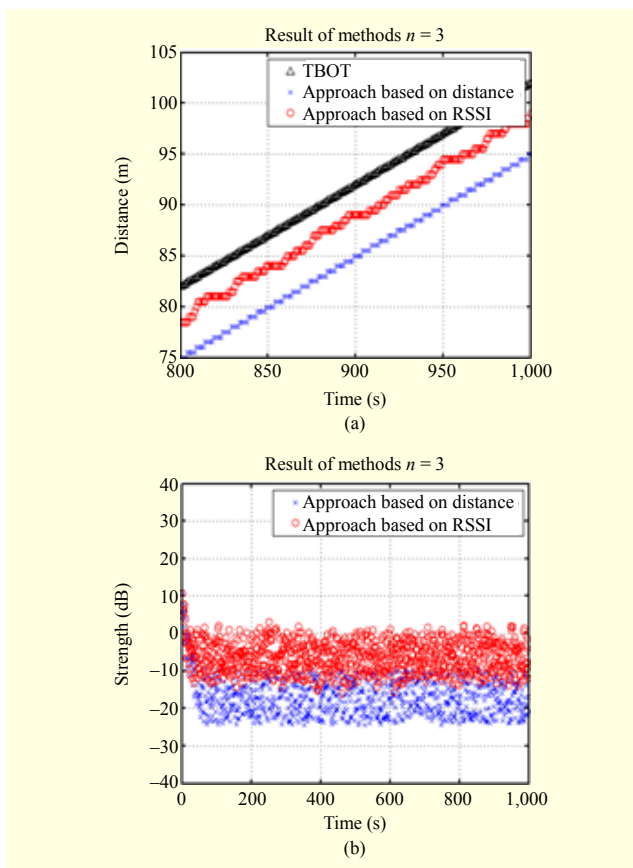 Result of methods n = 3
TBOT
Approach based on distance
Approach based on RSSI
105
100
95
90
85
80
75
Distance (m)
800
850
900
950
1,000
Time (s)
(a)
Result of methods n = 3
Approach based on distance
Approach based on RSSI
40
30
20
10
0
−10
−20
−30
−40
Strength (dB)
0
200
400
600
800
1,000
Time (s)
(b)